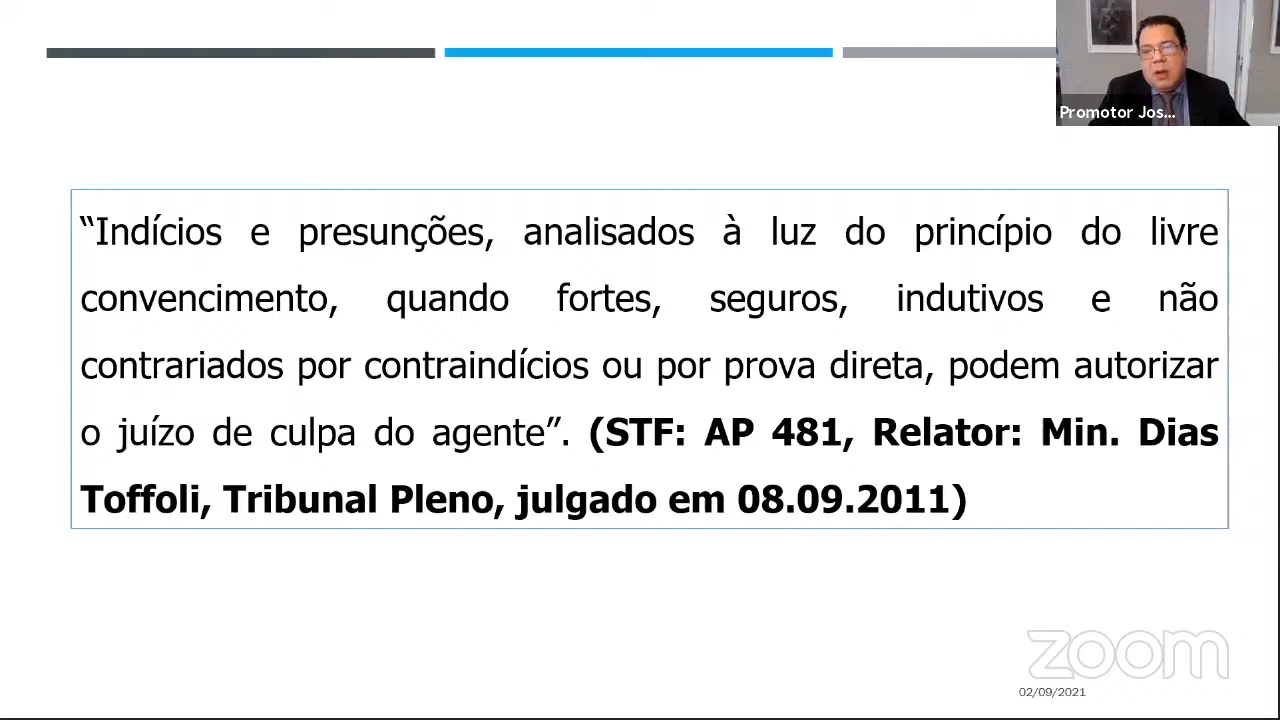 Promotor Jos...
“Indícios e presunções, analisados à luz do princípio do livre
convencimento, quando fortes, seguros, indutivos e não
contrariados por contraindícios ou por prova direta, podem autorizar
o juízo de culpa do agente”. (STF: AP 481, Relator: Min. Dias
Toffoli, Tribunal Pleno, julgado em 08.09.2011)
zoom
02/09/2021